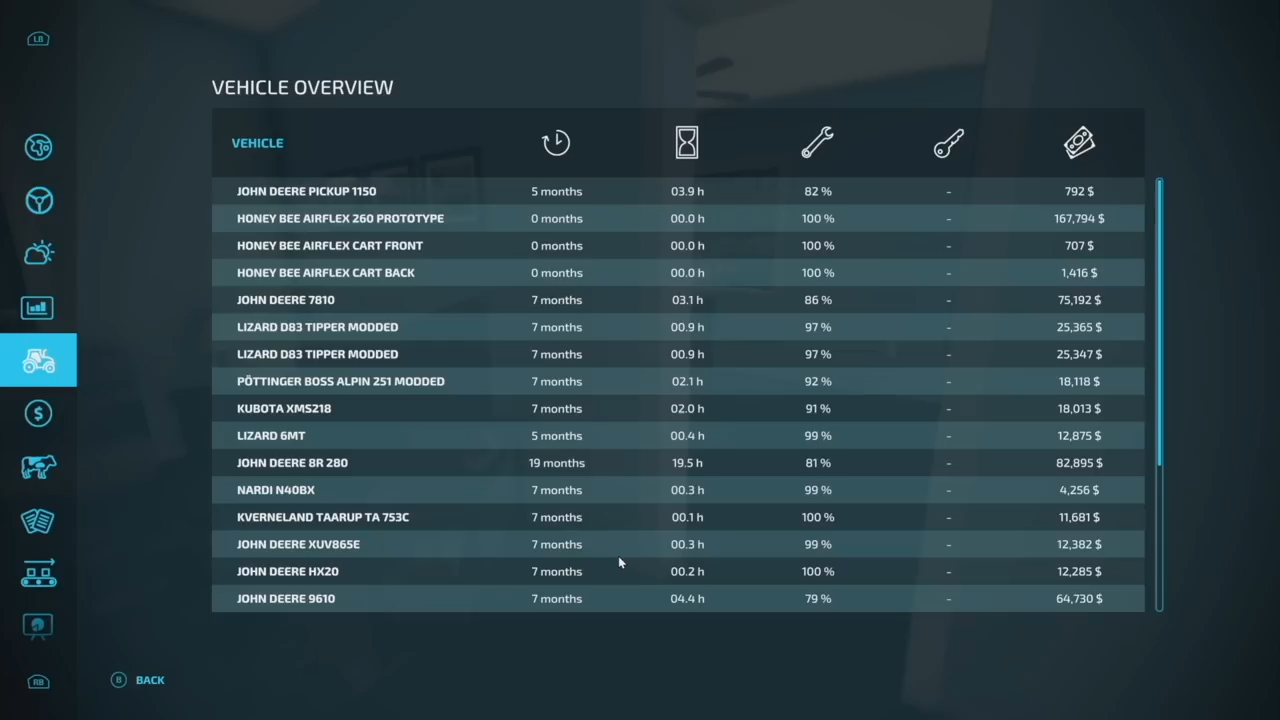 LB
VEHICLE OVERVIEW
VEHICLE
JOHN DEERE PICKUP 1150 5 months 03.9 h 82 % - 792 $
HONEY BEE AIRFLEX 260 PROTOTYPE 0 months 00.0 h 100 % - 167,794 $
HONEY BEE AIRFLEX CART FRONT 0 months 00.0 h 100 % - 707 $
HONEY BEE AIRFLEX CART BACK 0 months 00.0 h 100 % - 1,416 $
JOHN DEERE 7810 7 months 03.1 h 86 % - 75,192 $
LIZARD D83 TIPPER MODDED 7 months 00.9 h 97 % - 25,365 $
LIZARD D83 TIPPER MODDED 7 months 00.9 h 97 % - 25,347 $
PÖTTINGER BOSS ALPIN 251 MODDED 7 months 02.1 h 92 % - 18,118 $
KUBOTA XMS218 7 months 02.0 h 91 % - 18,013 $
LIZARD 6MT 5 months 00.4 h 99 % - 12,875 $
JOHN DEERE 8R 280 19 months 19.5 h 81 % - 82,895 $
NARDI N40BX 7 months 00.3 h 99 % - 4,256 $
KVERNELAND TAARUP TA 753C 7 months 00.1 h 100 % - 11,681 $
JOHN DEERE XUV865E 7 months 00.3 h 99 % - 12,382 $
JOHN DEERE HX20 7 months 00.2 h 100 % - 12,285 $
JOHN DEERE 9610 7 months 04.4 h 79 % - 64,730 $
RB
B BACK